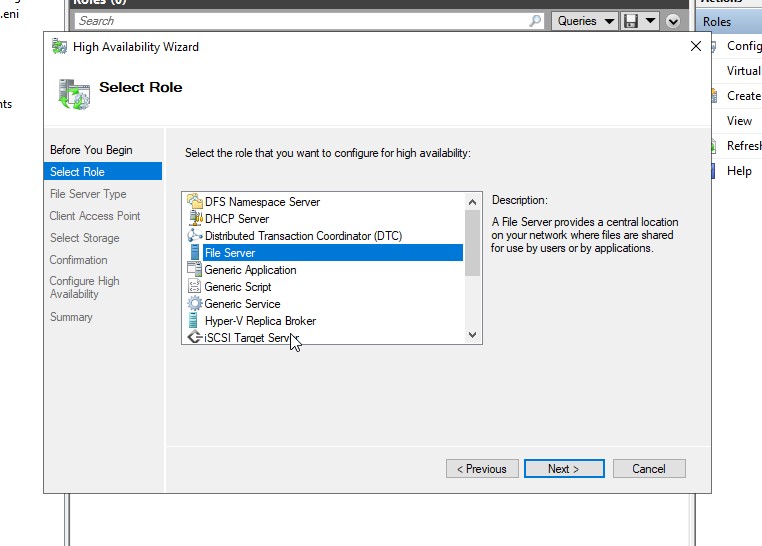 Roles (0)
Actions
.eni
Search
Queries
Roles
High Availability Wizard
Config
Select Role
Virtual
Create
View
Before You Begin
Select the role that you want to configure for high availability:
Refresh
Select Role
Help
File Server Type
Client Access Point
Select Storage
Confirmation
Configure High
Availability
Summary
DFS Namespace Server
DHCP Server
Distributed Transaction Coordinator (DTC)
File Server
Generic Application
Generic Script
Generic Service
Hyper-V Replica Broker
iSCSI Target Server
Description:
A File Server provides a central location
on your network where files are shared
for use by users or by applications.
< Previous
Next >
Cancel